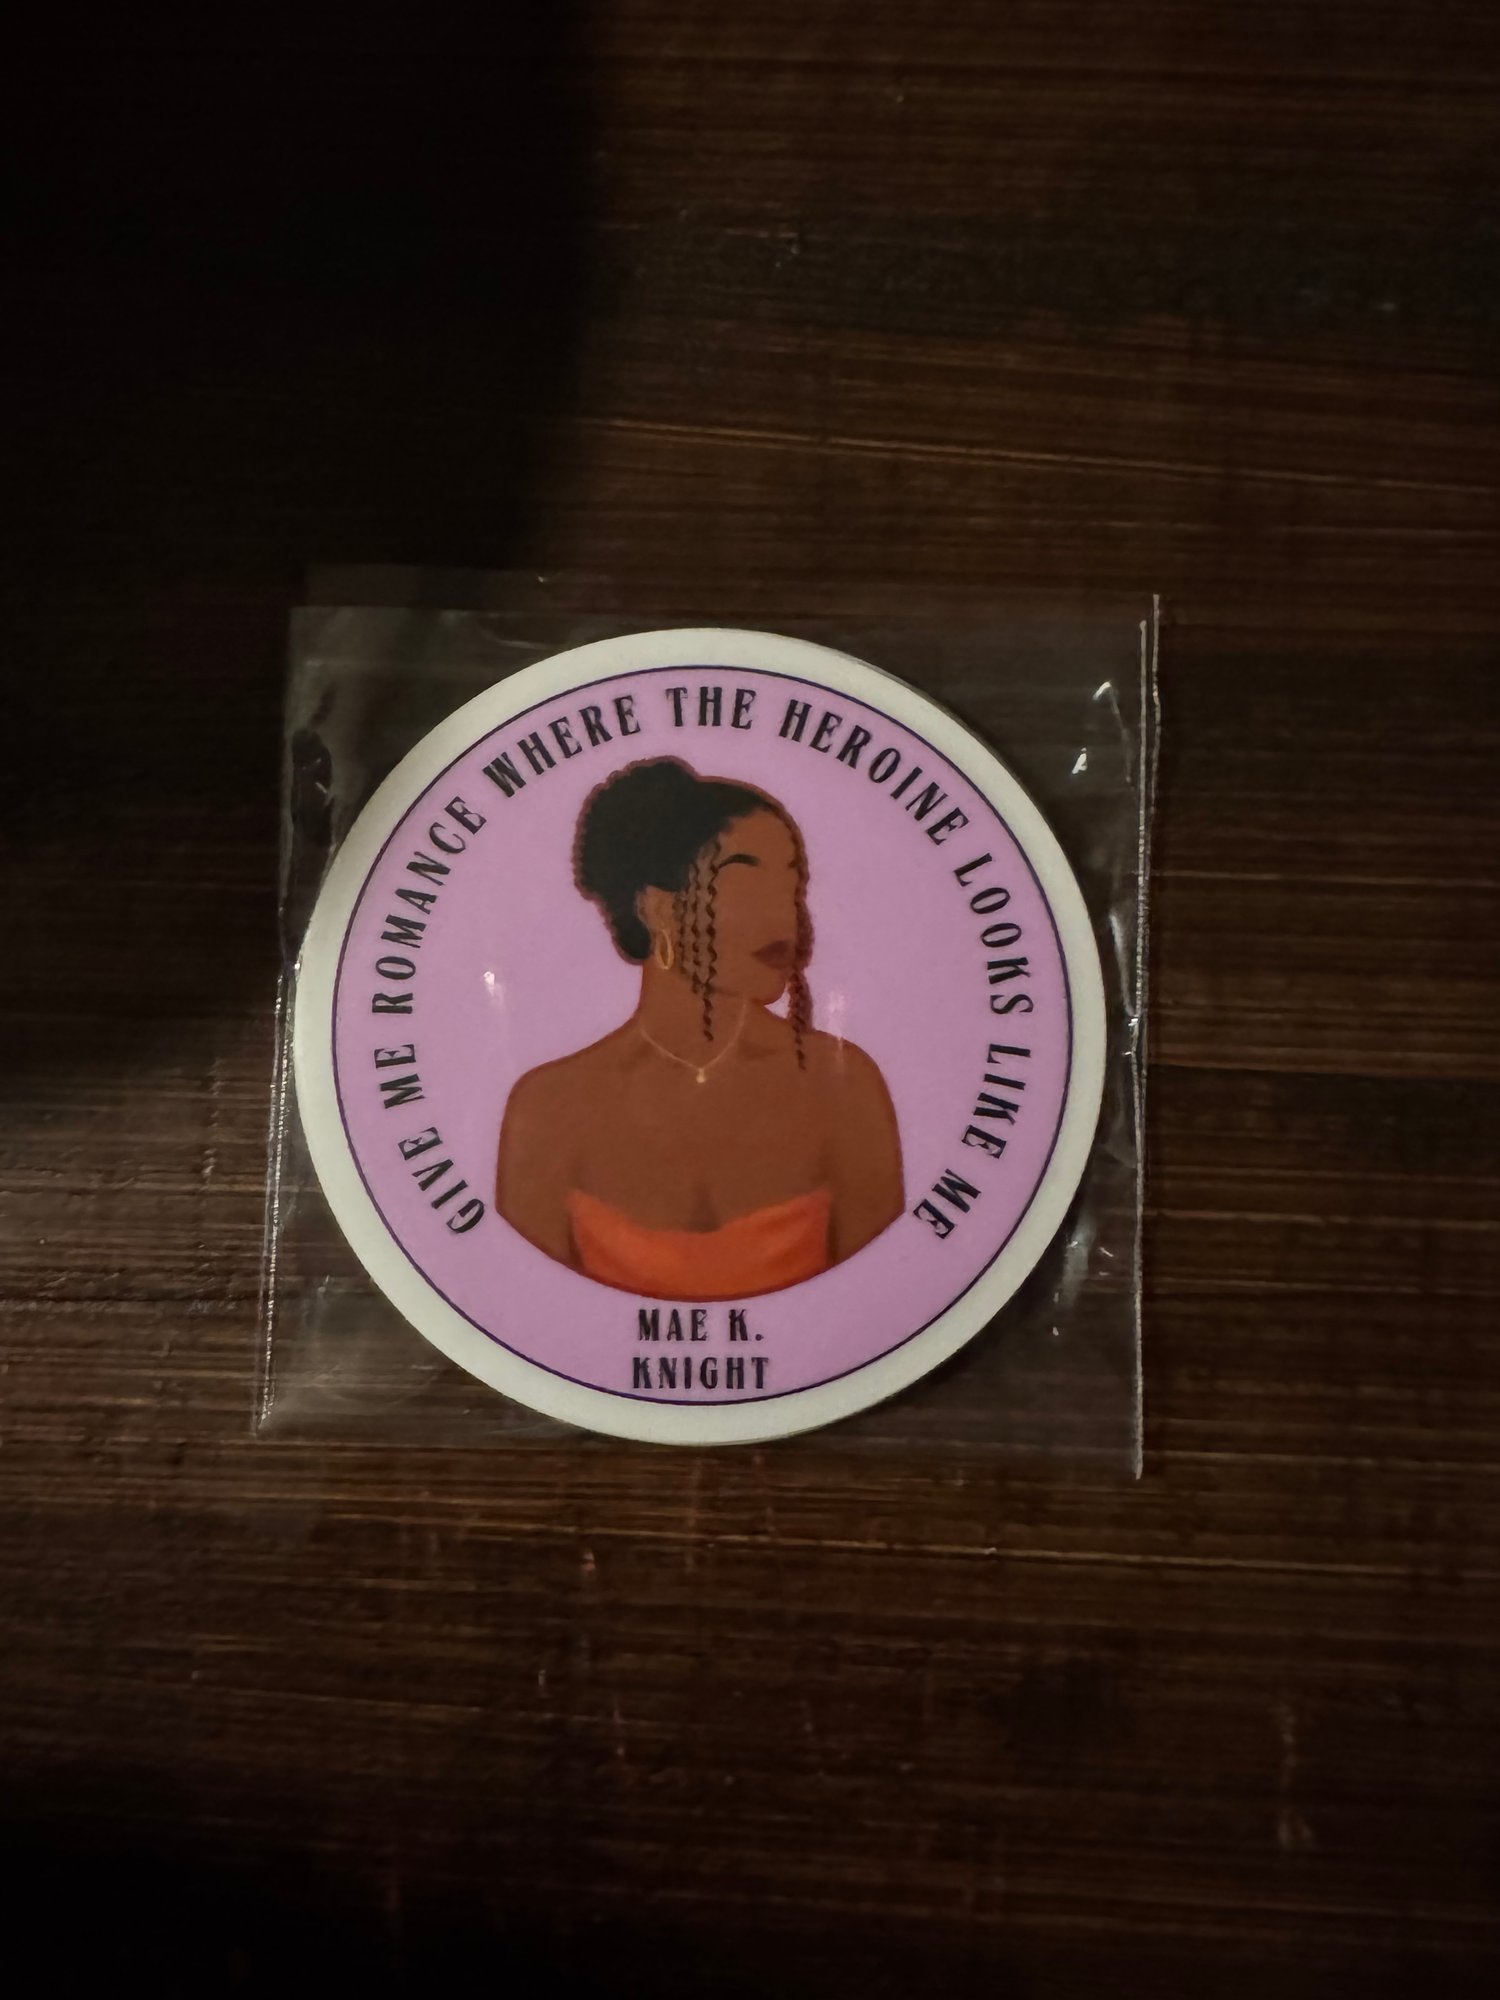 GIVE ME ROMANCE WHERE THE HEROINE LOOKS LIKE ME
MAE K.
KNIGHT